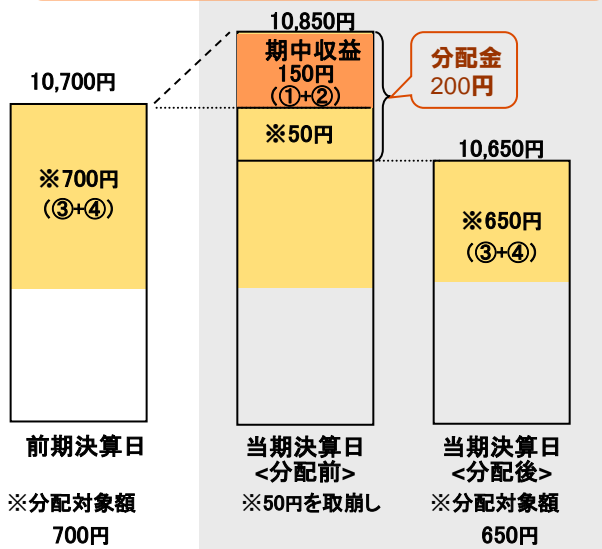 10,850円
期中収益
150円
(①+②)
分配金
200円
10,700円
※50円
10,650円
※700円
(③+④)
※650円
(③+④)
前期決算日
当期決算日
<分配前>
当期決算日
<分配後>
※分配対象額
700円
※50円を取崩し
※分配対象額
650円